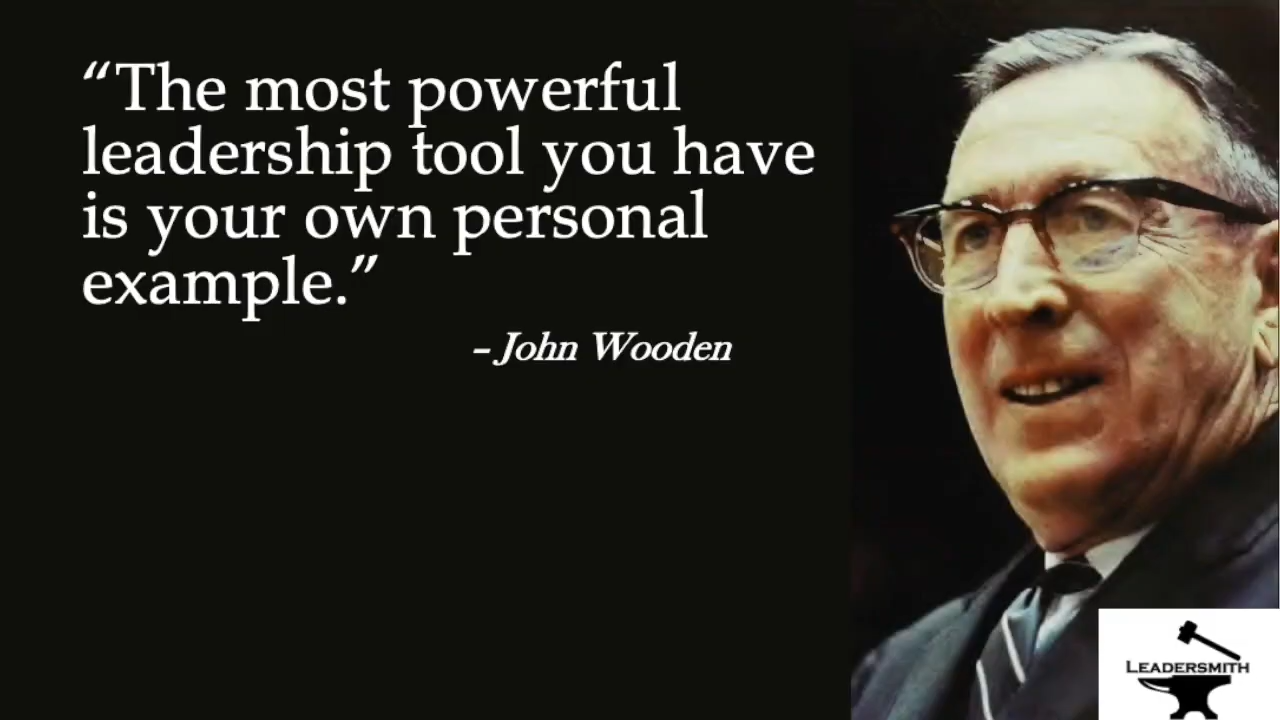 “The most powerful
leadership tool you have
is your own personal
example.”
– John Wooden
LEADERSMITH